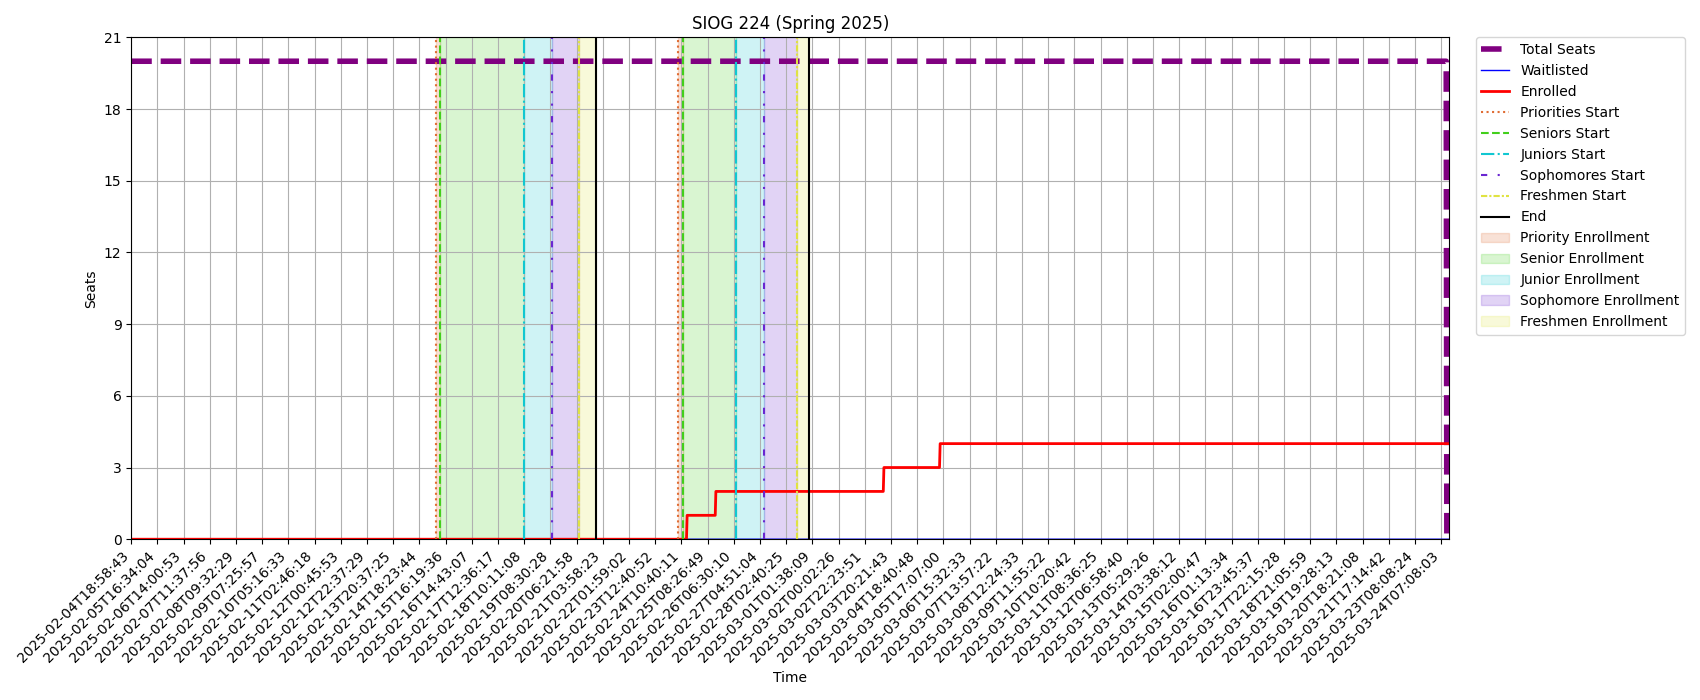 SIOG 224 (Spring 2025)
21
18
15
12
9
6
3
0
Seats
2025-02-04T18:58:43
2025-02-05T16:34:04
2025-02-06T14:00:53
2025-02-07T11:37:56
2025-02-08T09:32:29
2025-02-09T07:25:57
2025-02-10T05:16:33
2025-02-11T02:46:18
2025-02-12T00:45:53
2025-02-12T22:37:29
2025-02-13T20:37:25
2025-02-14T18:23:44
2025-02-15T16:19:36
2025-02-16T14:43:07
2025-02-17T12:36:17
2025-02-18T10:11:08
2025-02-19T08:30:28
2025-02-20T06:21:58
2025-02-21T03:58:23
2025-02-22T01:59:02
2025-02-23T12:40:52
2025-02-24T10:40:11
2025-02-25T08:26:49
2025-02-26T06:30:10
2025-02-27T04:51:04
2025-02-28T02:40:25
2025-03-01T01:38:09
2025-03-02T00:02:26
2025-03-02T22:23:51
2025-03-03T20:21:43
2025-03-04T18:40:48
2025-03-05T17:07:00
2025-03-06T15:32:33
2025-03-07T13:57:22
2025-03-08T12:24:33
2025-03-09T11:55:22
2025-03-10T10:20:42
2025-03-11T08:36:25
2025-03-12T06:58:40
2025-03-13T05:29:26
2025-03-14T03:38:12
2025-03-15T02:00:47
2025-03-16T01:13:34
2025-03-16T23:45:37
2025-03-17T22:15:28
2025-03-18T21:05:59
2025-03-19T19:28:13
2025-03-20T18:21:08
2025-03-21T17:14:42
2025-03-23T08:08:24
2025-03-24T07:08:03
Time
Total Seats
Waitlisted
Enrolled
Priorities Start
Seniors Start
Juniors Start
Sophomores Start
Freshmen Start
End
Priority Enrollment
Senior Enrollment
Junior Enrollment
Sophomore Enrollment
Freshmen Enrollment